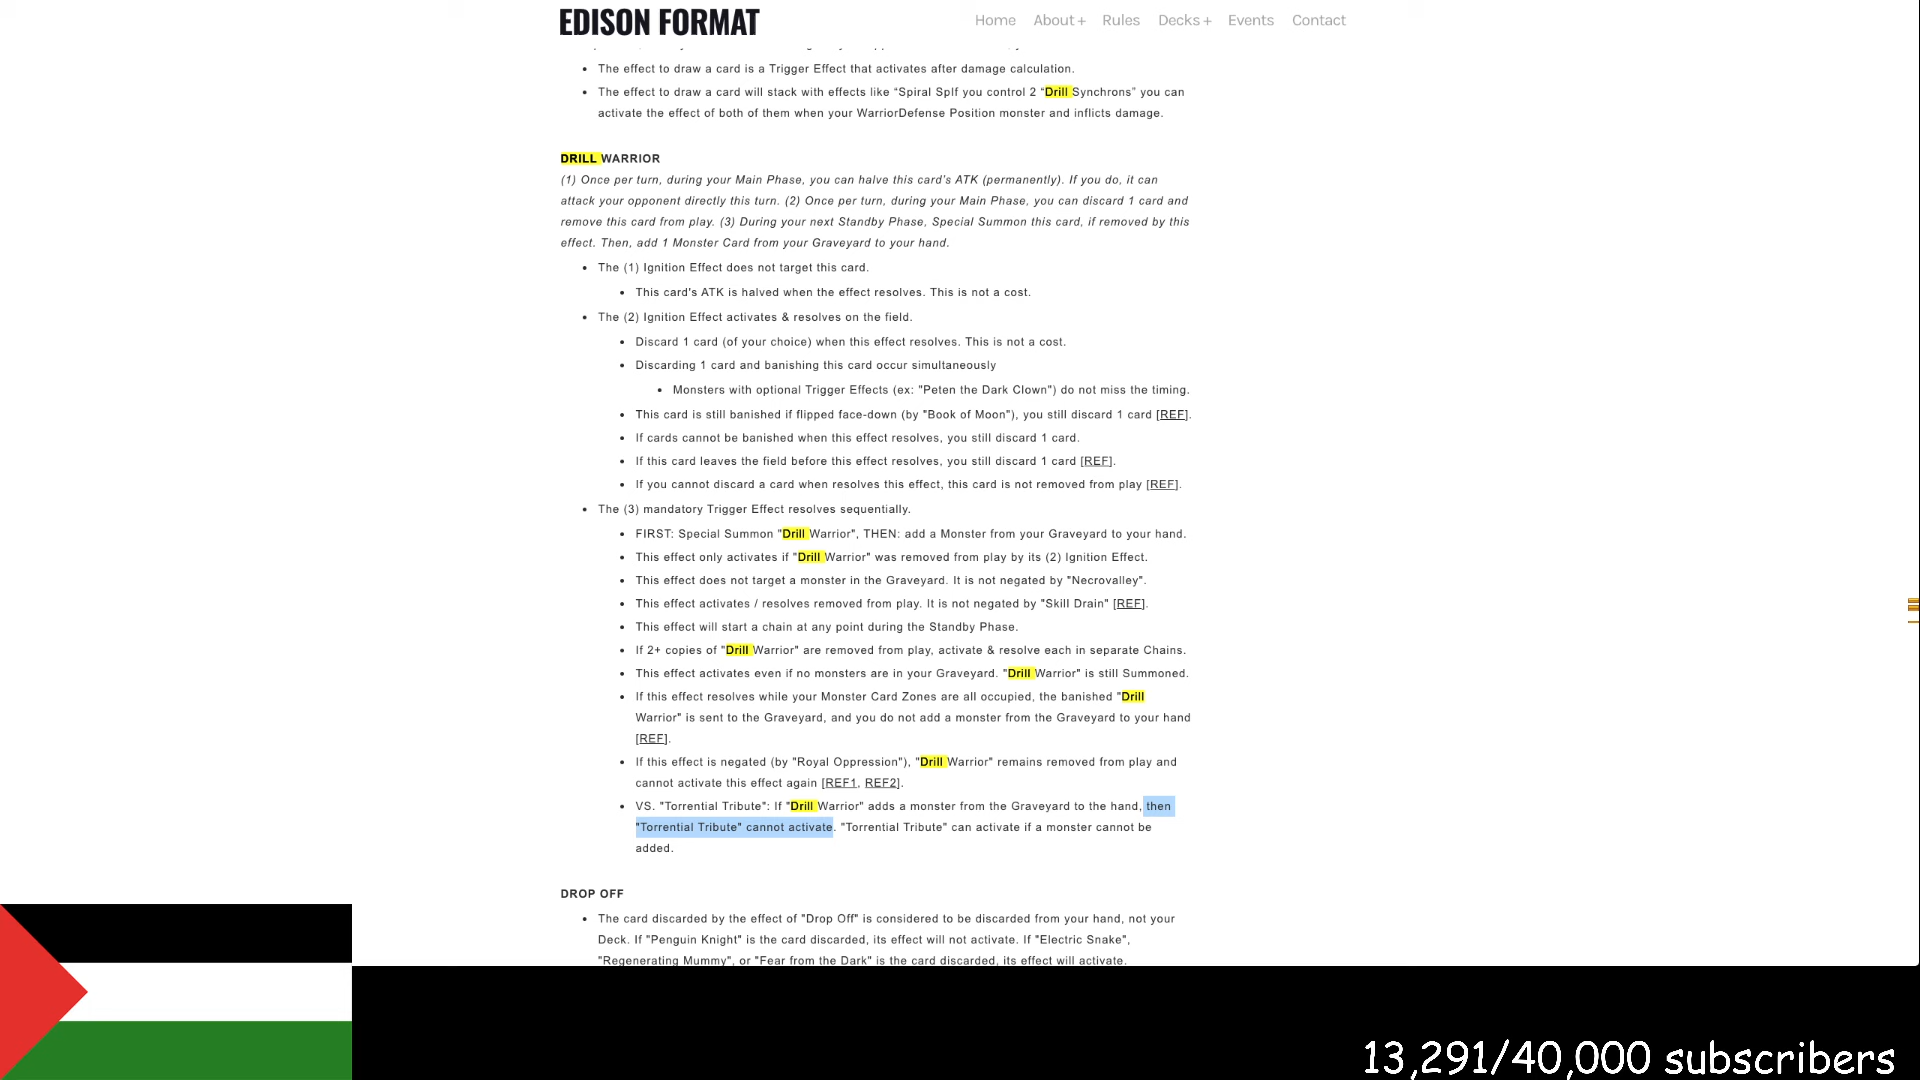 EDISON FORMAT
Home About + Rules Decks + Events Contact
• The effect to draw a card is a Trigger Effect that activates after damage calculation.
• The effect to draw a card will stack with effects like “Spiral SpIf you control 2 “Drill Synchrons” you can
activate the effect of both of them when your WarriorDefense Position monster and inflicts damage.
DRILL WARRIOR
(1) Once per turn, during your Main Phase, you can halve this card's ATK (permanently). If you do, it can
attack your opponent directly this turn. (2) Once per turn, during your Main Phase, you can discard 1 card and
remove this card from play. (3) During your next Standby Phase, Special Summon this card, if removed by this
effect. Then, add 1 Monster Card from your Graveyard to your hand.
• The (1) Ignition Effect does not target this card.
• This card's ATK is halved when the effect resolves. This is not a cost.
• The (2) Ignition Effect activates & resolves on the field.
• Discard 1 card (of your choice) when this effect resolves. This is not a cost.
• Discarding 1 card and banishing this card occur simultaneously
• Monsters with optional Trigger Effects (ex: "Peten the Dark Clown") do not miss the timing.
• This card is still banished if flipped face-down (by "Book of Moon"), you still discard 1 card [REF].
• If cards cannot be banished when this effect resolves, you still discard 1 card.
• If this card leaves the field before this effect resolves, you still discard 1 card [REF].
• If you cannot discard a card when resolves this effect, this card is not removed from play [REF].
• The (3) mandatory Trigger Effect resolves sequentially.
• FIRST: Special Summon "Drill Warrior", THEN: add a Monster from your Graveyard to your hand.
• This effect only activates if "Drill Warrior" was removed from play by its (2) Ignition Effect.
• This effect does not target a monster in the Graveyard. It is not negated by "Necrovalley".
• This effect activates / resolves removed from play. It is not negated by "Skill Drain" [REF].
• This effect will start a chain at any point during the Standby Phase.
• If 2+ copies of "Drill Warrior" are removed from play, activate & resolve each in separate Chains.
• This effect activates even if no monsters are in your Graveyard. "Drill Warrior" is still Summoned.
• If this effect resolves while your Monster Card Zones are all occupied, the banished "Drill
Warrior" is sent to the Graveyard, and you do not add a monster from the Graveyard to your hand
[REF].
• If this effect is negated (by "Royal Oppression"), "Drill Warrior" remains removed from play and
cannot activate this effect again [REF1, REF2].
• VS. "Torrential Tribute": If "Drill Warrior" adds a monster from the Graveyard to the hand, then
"Torrential Tribute" cannot activate. "Torrential Tribute" can activate if a monster cannot be
added.
DROP OFF
• The card discarded by the effect of "Drop Off" is considered to be discarded from your hand, not your
Deck. If "Penguin Knight" is the card discarded, its effect will not activate. If "Electric Snake",
"Regenerating Mummy", or "Fear from the Dark" is the card discarded, its effect will activate.
13,291/40,000 subscribers